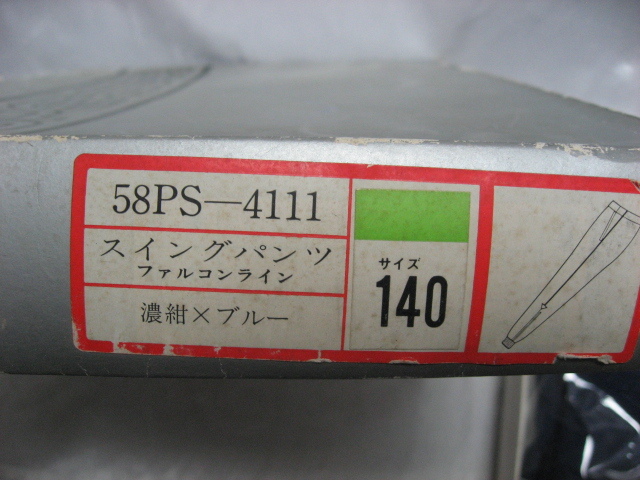 58PS—4111
スイングパンツ
ファルコンライン
濃紺×ブルー
サイズ
140